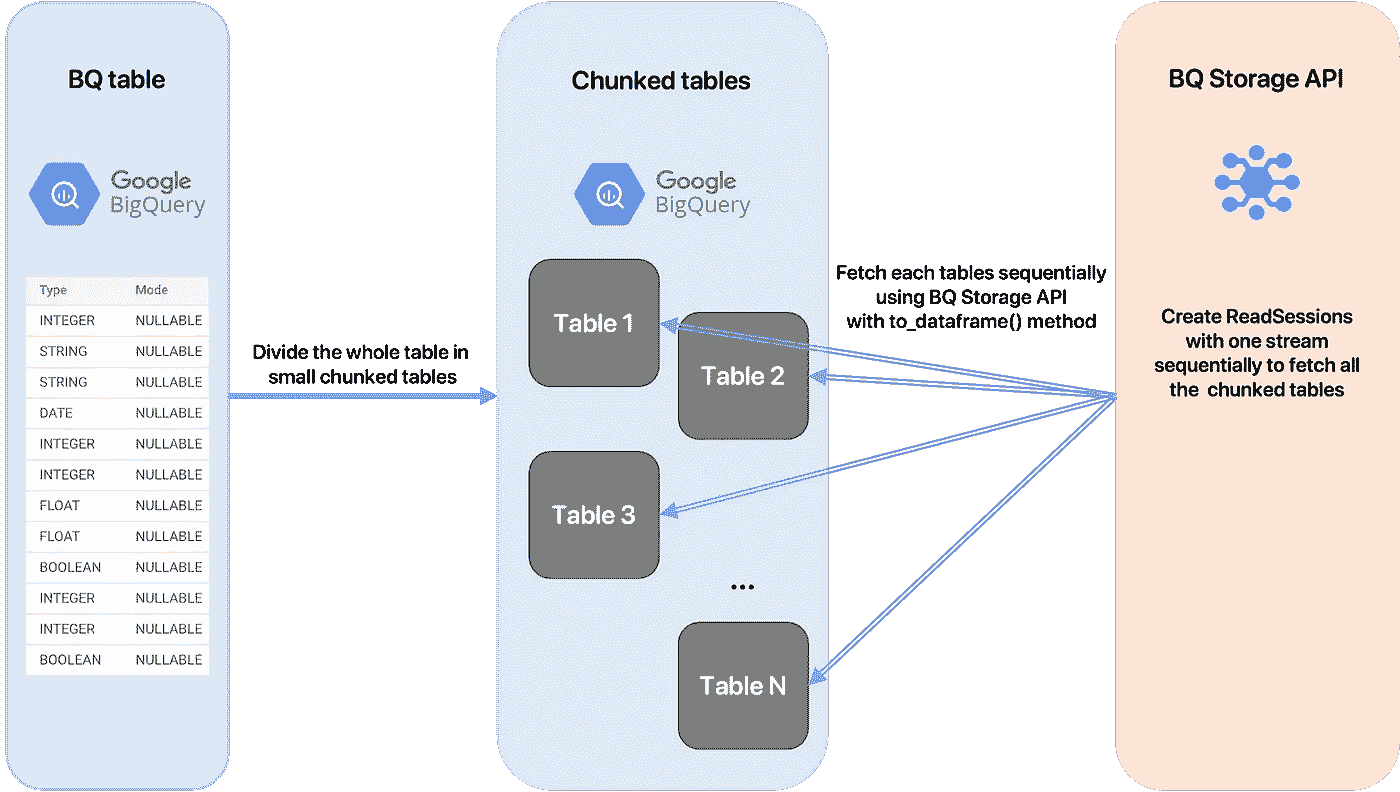 BQ table
Google
BigQuery
Type Mode
INTEGER NULLABLE
STRING NULLABLE
STRING NULLABLE
DATE NULLABLE
INTEGER NULLABLE
INTEGER NULLABLE
FLOAT NULLABLE
FLOAT NULLABLE
BOOLEAN NULLABLE
INTEGER NULLABLE
INTEGER NULLABLE
BOOLEAN NULLABLE
Divide the whole table in
small chunked tables
Chunked tables
Google
BigQuery
Table 1
Table 2
Table 3
...
Table N
Fetch each tables sequentially
using BQ Storage API
with to_dataframe() method
BQ Storage API
Create ReadSessions
with one stream
sequentially to fetch all
the chunked tables